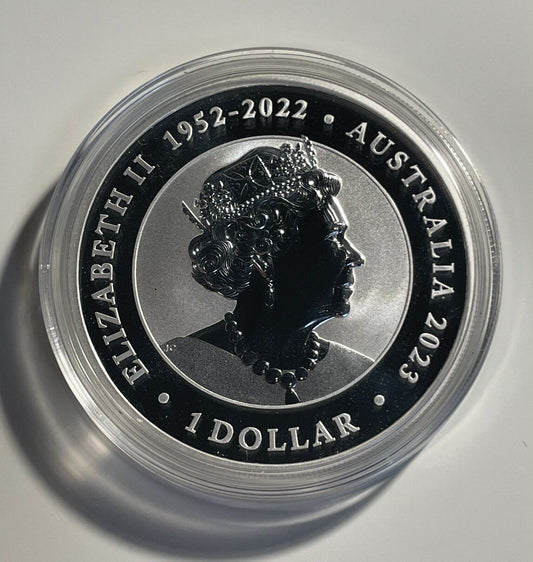 ELIZABETH II 1952-2022 • AUSTRALIA 2023 •
1 DOLLAR •